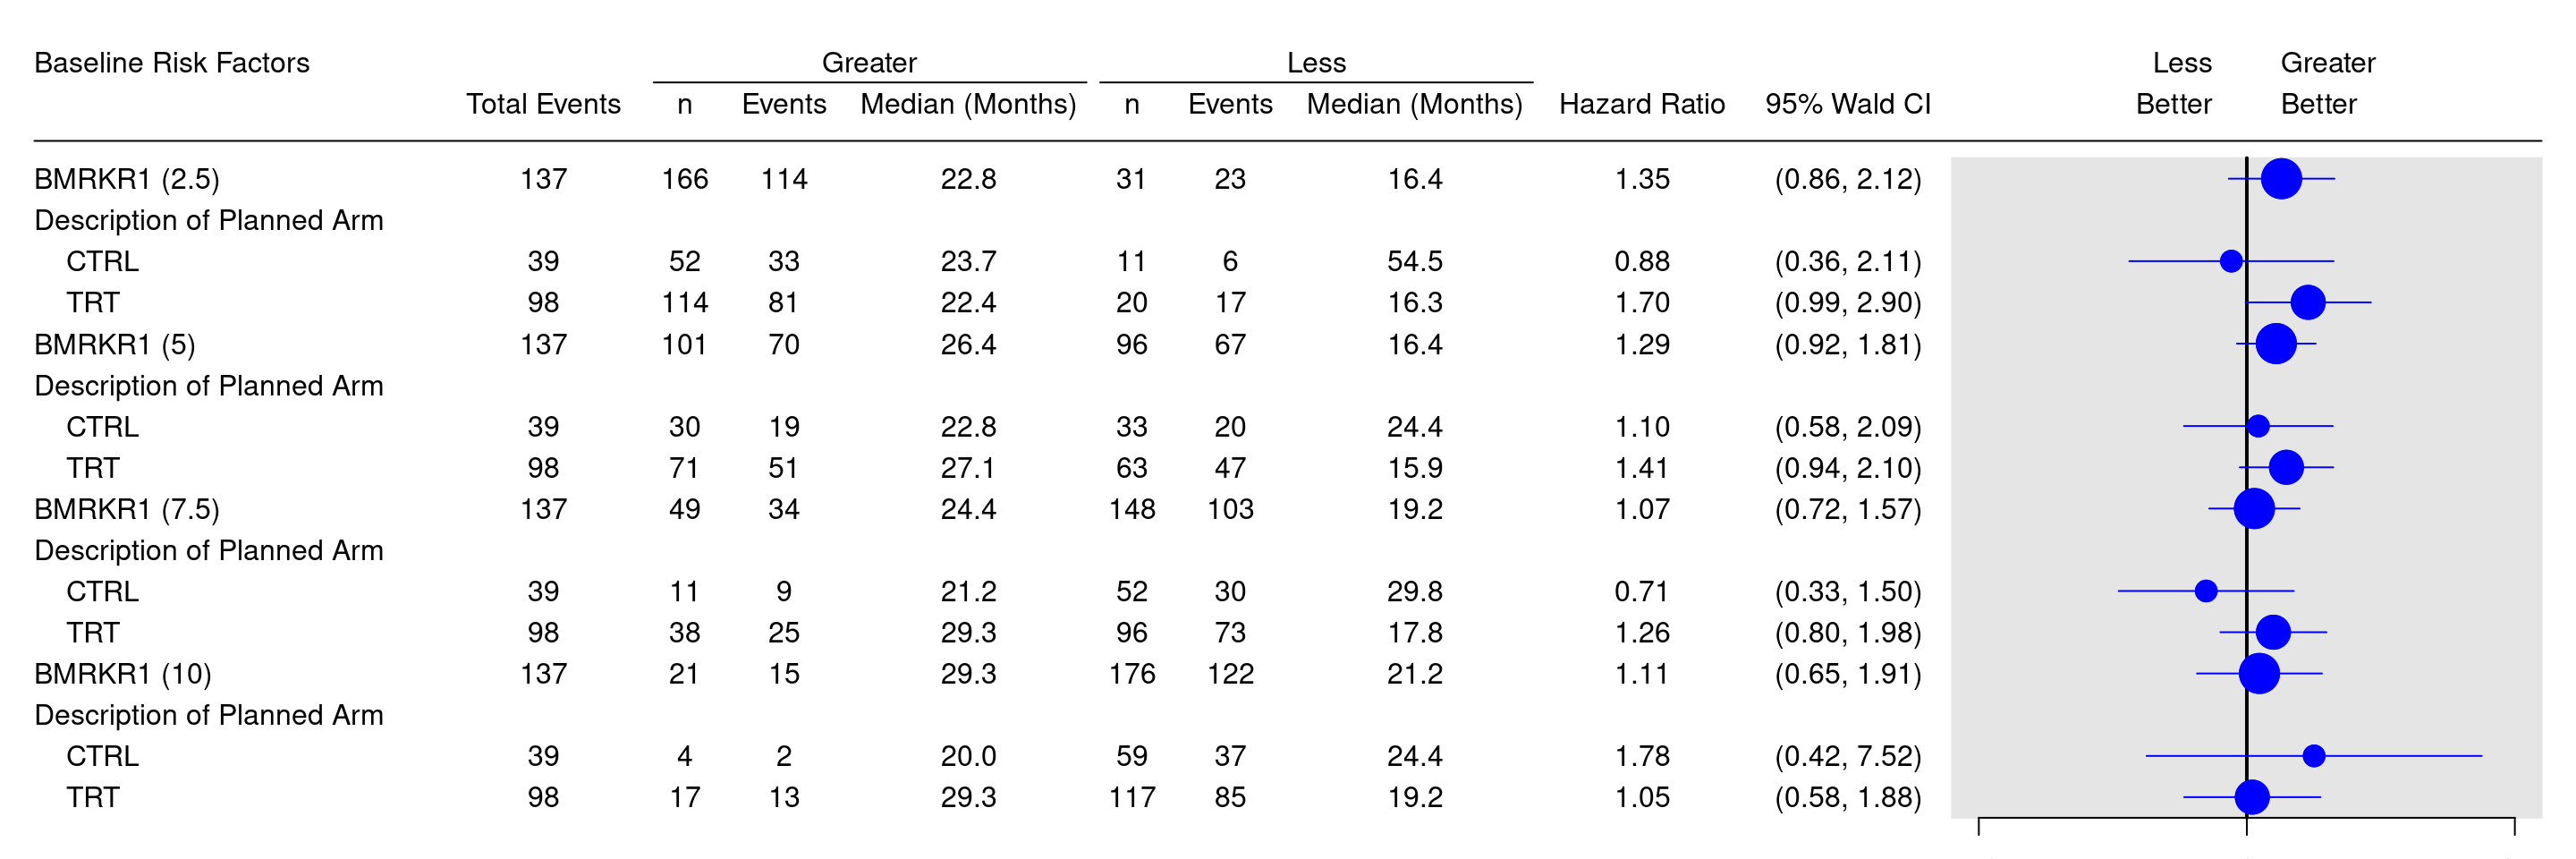 Baseline Risk Factors Greater Less Less Greater
Total Events n Events Median (Months) n Events Median (Months) Hazard Ratio 95% Wald CI Better Better
BMRKR1 (2.5) 137 166 114 22.8 31 23 16.4 1.35 (0.86, 2.12)
Description of Planned Arm
CTRL 39 52 33 23.7 11 6 54.5 0.88 (0.36, 2.11)
TRT 98 114 81 22.4 20 17 16.3 1.70 (0.99, 2.90)
BMRKR1 (5) 137 101 70 26.4 96 67 16.4 1.29 (0.92, 1.81)
Description of Planned Arm
CTRL 39 30 19 22.8 33 20 24.4 1.10 (0.58, 2.09)
TRT 98 71 51 27.1 63 47 15.9 1.41 (0.94, 2.10)
BMRKR1 (7.5) 137 49 34 24.4 148 103 19.2 1.07 (0.72, 1.57)
Description of Planned Arm
CTRL 39 11 9 21.2 52 30 29.8 0.71 (0.33, 1.50)
TRT 98 38 25 29.3 96 73 17.8 1.26 (0.80, 1.98)
BMRKR1 (10) 137 21 15 29.3 176 122 21.2 1.11 (0.65, 1.91)
Description of Planned Arm
CTRL 39 4 2 20.0 59 37 24.4 1.78 (0.42, 7.52)
TRT 98 17 13 29.3 117 85 19.2 1.05 (0.58, 1.88)